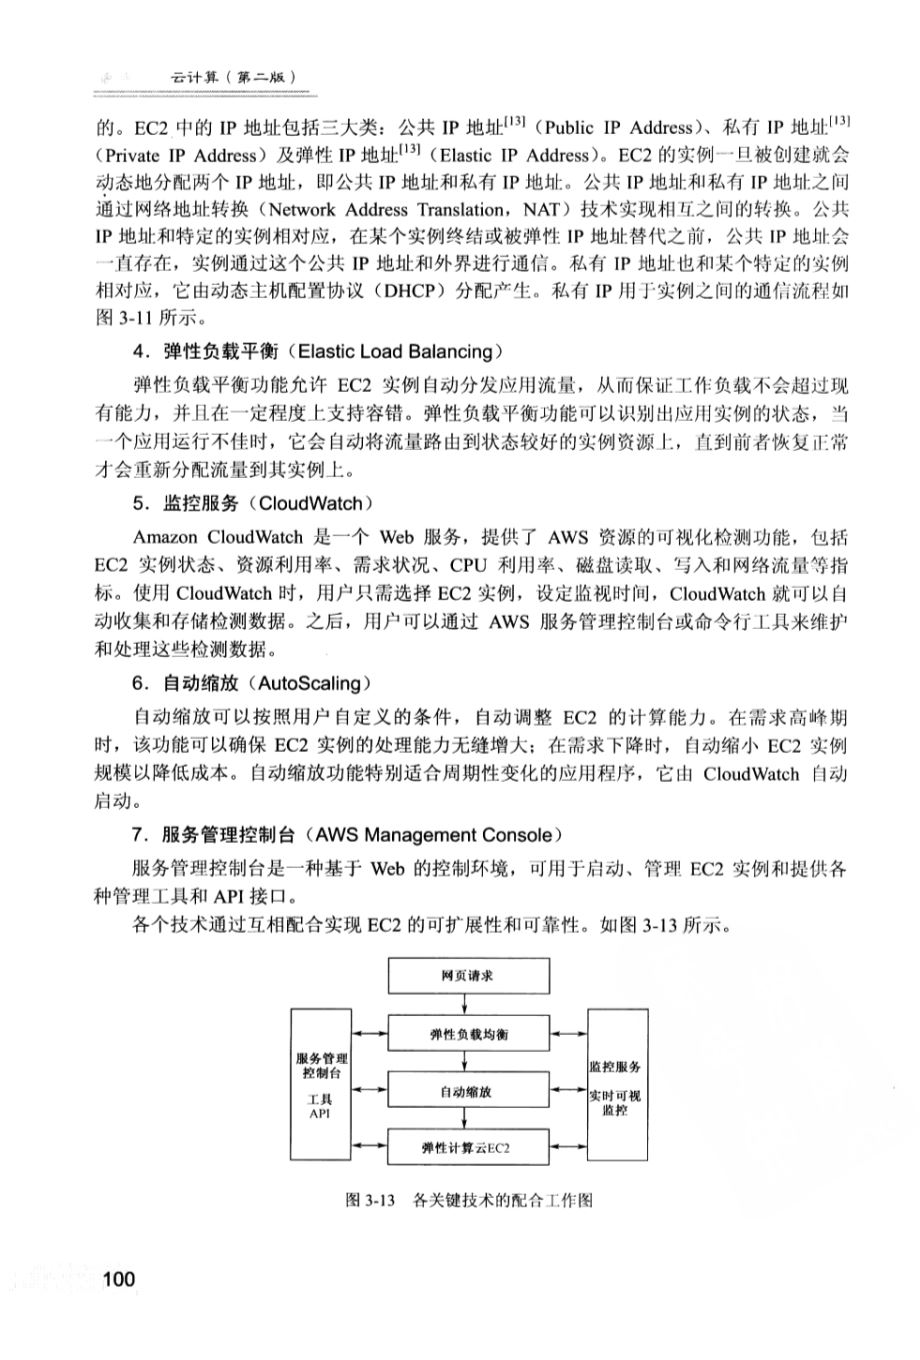 云计算（第二版）
的。EC2 中的 IP 地址包括三大类：公共 IP 地址[13]（Public IP Address）、私有 IP 地址[13]
（Private IP Address）及弹性 IP 地址[13]（Elastic IP Address）。EC2 的实例一旦被创建就会
动态地分配两个 IP 地址，即公共 IP 地址和私有 IP 地址。公共 IP 地址和私有 IP 地址之间
通过网络地址转换（Network Address Translation，NAT）技术实现相互之间的转换。公共
IP 地址和特定的实例相对应，在某个实例终结或被弹性 IP 地址替代之前，公共 IP 地址会
一直存在，实例通过这个公共 IP 地址和外界进行通信。私有 IP 地址也和某个特定的实例
相对应，它由动态主机配置协议（DHCP）分配产生。私有 IP 用于实例之间的通信流程如
图 3-11 所示。
4．弹性负载平衡（Elastic Load Balancing）
弹性负载平衡功能允许 EC2 实例自动分发应用流量，从而保证工作负载不会超过现
有能力，并且在一定程度上支持容错。弹性负载平衡功能可以识别出应用实例的状态，当
一个应用运行不佳时，它会自动将流量路由到状态较好的实例资源上，直到前者恢复正常
才会重新分配流量到其实例上。
5．监控服务（CloudWatch）
Amazon CloudWatch 是一个 Web 服务，提供了 AWS 资源的可视化检测功能，包括
EC2 实例状态、资源利用率、需求状况、CPU 利用率、磁盘读取、写入和网络流量等指
标。使用 CloudWatch 时，用户只需选择 EC2 实例，设定监视时间，CloudWatch 就可以自
动收集和存储检测数据。之后，用户可以通过 AWS 服务管理控制台或命令行工具来维护
和处理这些检测数据。
6．自动缩放（AutoScaling）
自动缩放可以按照用户自定义的条件，自动调整 EC2 的计算能力。在需求高峰期
时，该功能可以确保 EC2 实例的处理能力无缝增大；在需求下降时，自动缩小 EC2 实例
规模以降低成本。自动缩放功能特别适合周期性变化的应用程序，它由 CloudWatch 自动
启动。
7．服务管理控制台（AWS Management Console）
服务管理控制台是一种基于 Web 的控制环境，可用于启动、管理 EC2 实例和提供各
种管理工具和 API 接口。
各个技术通过互相配合实现 EC2 的可扩展性和可靠性。如图 3-13 所示。
网页请求
弹性负载均衡
自动缩放
弹性计算云EC2
服务管理
控制台
工具
API
监控服务
实时可视
监控
图 3-13 各关键技术的配合工作图
100